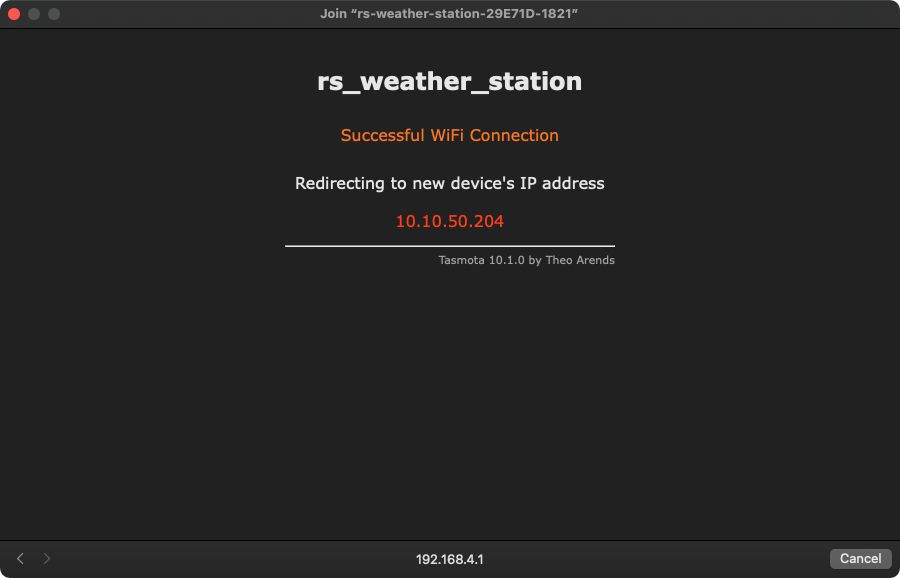 Join “rs-weather-station-29E71D-1821”
rs_weather_station
Successful WiFi Connection
Redirecting to new device's IP address
10.10.50.204
Tasmota 10.1.0 by Theo Arends
192.168.4.1
Cancel